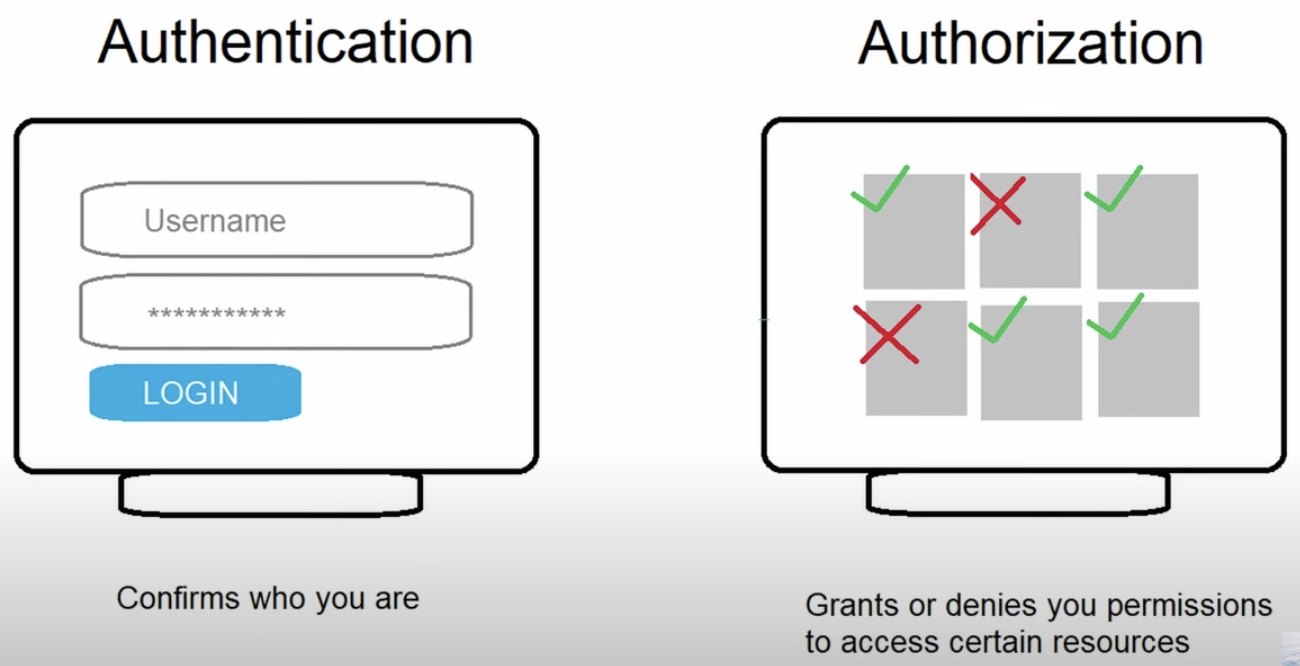 Authentication
Authorization
Username
***********
LOGIN
Confirms who you are
Grants or denies you permissions
to access certain resources